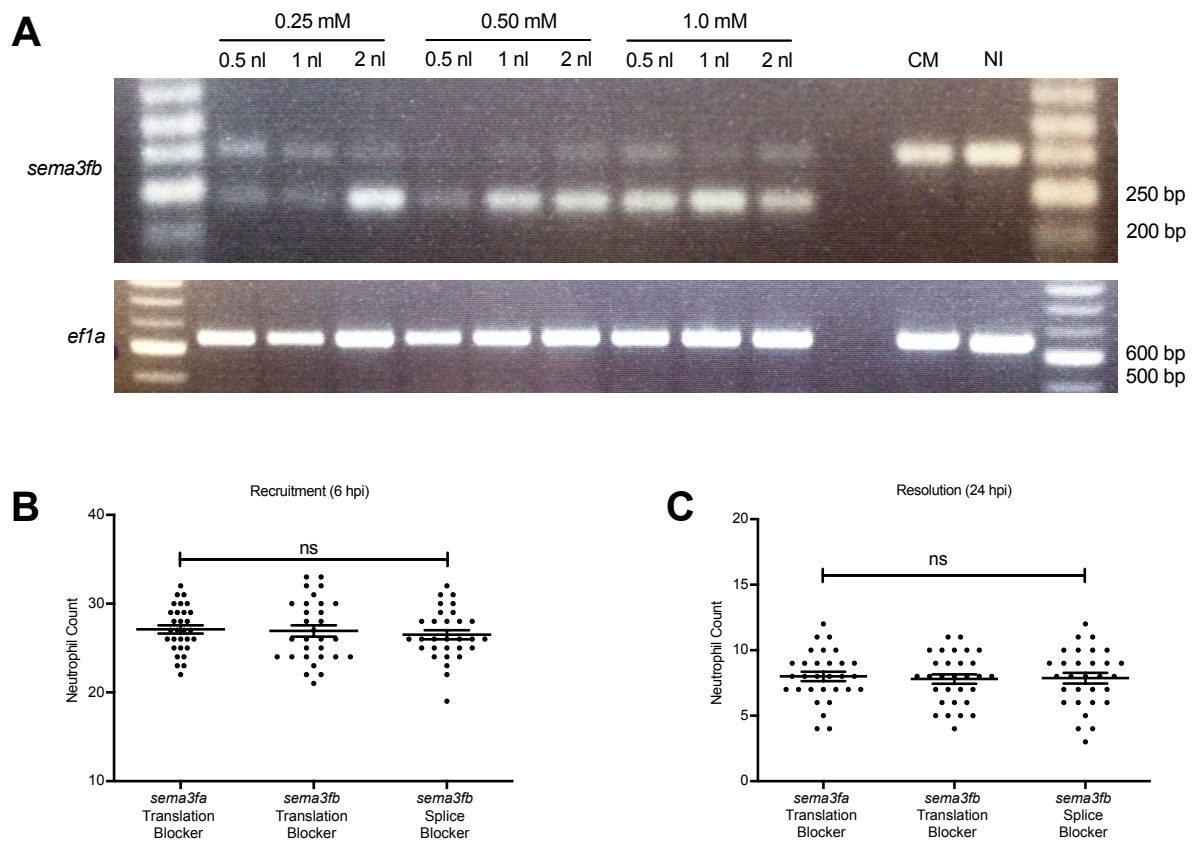 A
0.25 mM 0.50 mM 1.0 mM
0.5 nl 1 nl 2 nl 0.5 nl 1 nl 2 nl 0.5 nl 1 nl 2 nl CM NI
sema3fb
250 bp
200 bp
ef1a
600 bp
500 bp
B
Recruitment (6 hpi)
40
30
20
10
Neutrophil Count
ns
sema3fa
Translation
Blocker
sema3fb
Translation
Blocker
sema3fb
Splice
Blocker
C
Resolution (24 hpi)
20
15
10
5
0
Neutrophil Count
ns
sema3fa
Translation
Blocker
sema3fb
Translation
Blocker
sema3fb
Splice
Blocker